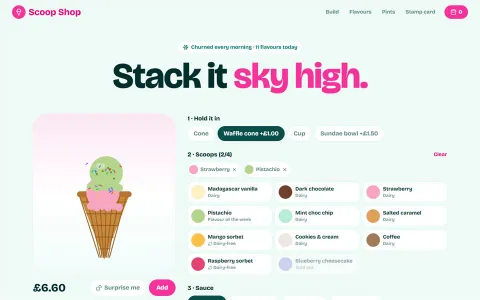 Scoop Shop
Build
Flavours
Pints
Stamp card
0
Churned every morning · 11 flavours today
Stack it sky high.
1 · Hold it in
Cone
Waffle cone +£1.00
Cup
Sundae bowl +£1.50
2 · Scoops (2/4)
Clear
Strawberry ×
Pistachio ×
Madagascar vanilla
Dairy
Dark chocolate
Dairy
Strawberry
Dairy
Pistachio
Flavour of the week
Mint choc chip
Dairy
Salted caramel
Dairy
Mango sorbet
Dairy-free
Cookies & cream
Dairy
Coffee
Dairy
Raspberry sorbet
Dairy-free
Blueberry cheesecake
Sold out
£6.60
Surprise me
Add
3 · Sauce